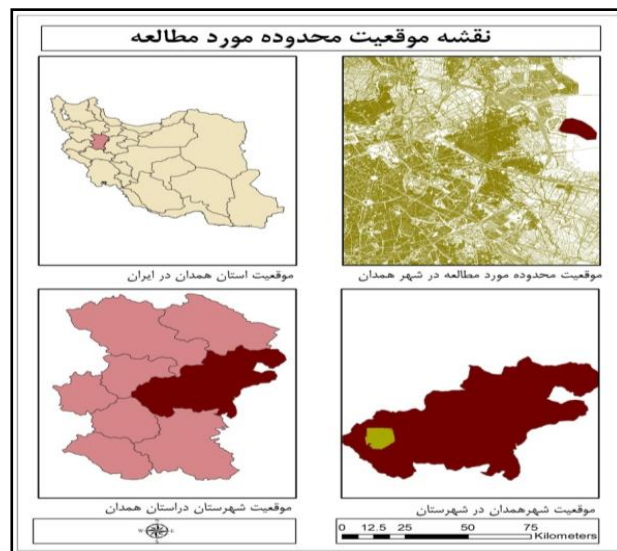 نقشه موقعیت محدوده مورد مطالعه
موقعیت محدوده مورد مطالعه در شهر همدان
موقعیت استان همدان در ایران
موقعیت شهرهمدان در شهرستان
موقعیت شهرستان دراستان همدان
0 12.5 25 50 75
Kilometers